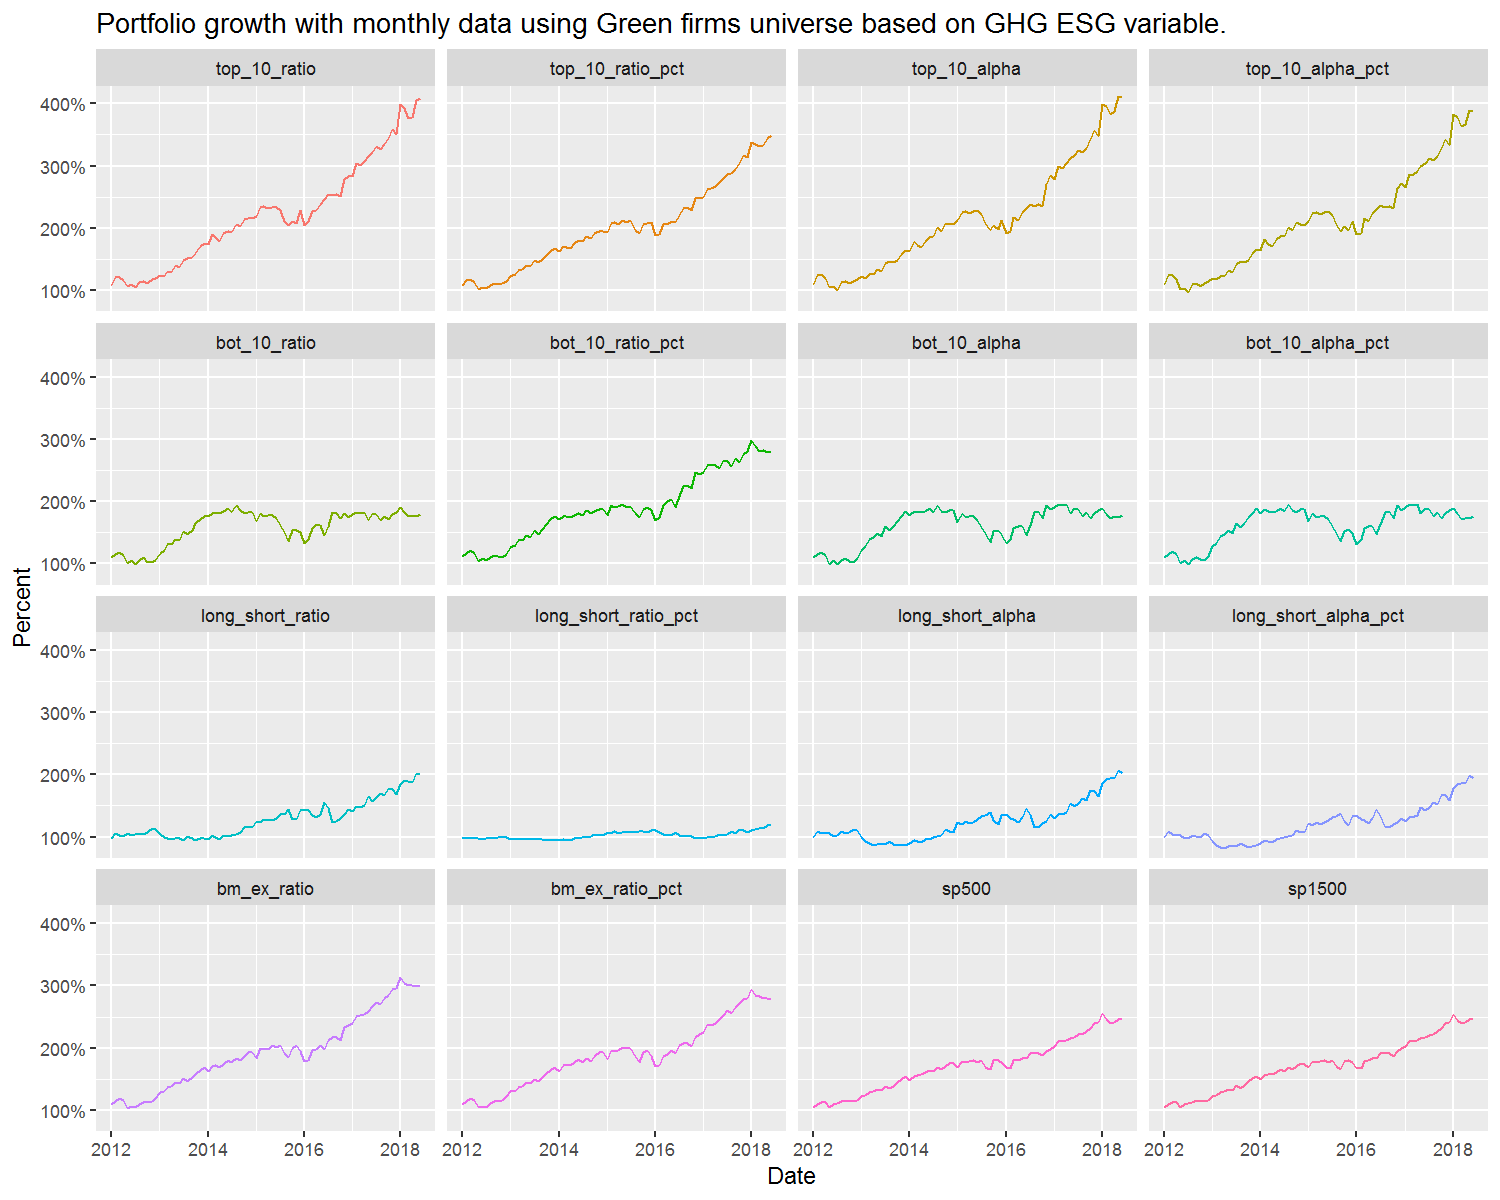 Portfolio growth with monthly data using Green firms universe based on GHG ESG variable.
top_10_ratio top_10_ratio_pct top_10_alpha top_10_alpha_pct
400%
300%
200%
100%
bot_10_ratio bot_10_ratio_pct bot_10_alpha bot_10_alpha_pct
400%
300%
200%
100%
Percent
long_short_ratio long_short_ratio_pct long_short_alpha long_short_alpha_pct
400%
300%
200%
100%
bm_ex_ratio bm_ex_ratio_pct sp500 sp1500
400%
300%
200%
100%
2012 2014 2016 2018 2012 2014 2016 2018 2012 2014 2016 2018 2012 2014 2016 2018
Date